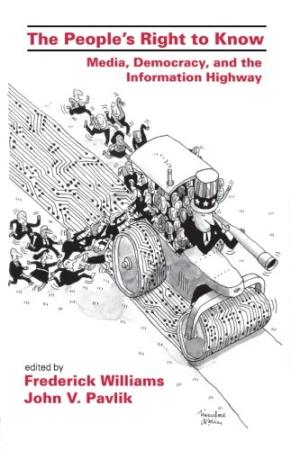 The People's Right to Know
Media, Democracy, and the
Information Highway
edited by
Frederick Williams
John V. Pavlik